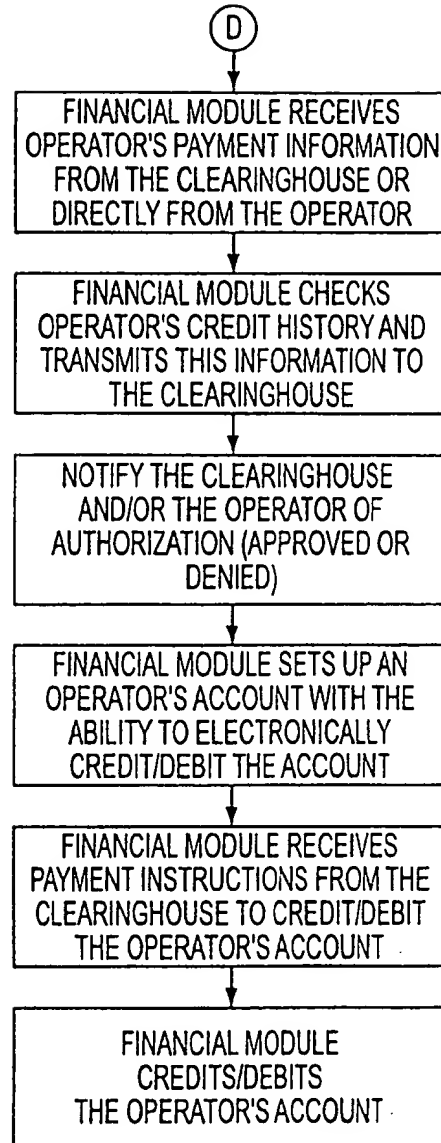 D
FINANCIAL MODULE RECEIVES
OPERATOR'S PAYMENT INFORMATION
FROM THE CLEARINGHOUSE OR
DIRECTLY FROM THE OPERATOR
FINANCIAL MODULE CHECKS
OPERATOR'S CREDIT HISTORY AND
TRANSMITS THIS INFORMATION TO
THE CLEARINGHOUSE
NOTIFY THE CLEARINGHOUSE
AND/OR THE OPERATOR OF
AUTHORIZATION (APPROVED OR
DENIED)
FINANCIAL MODULE SETS UP AN
OPERATOR'S ACCOUNT WITH THE
ABILITY TO ELECTRONICALLY
CREDIT/DEBIT THE ACCOUNT
FINANCIAL MODULE RECEIVES
PAYMENT INSTRUCTIONS FROM THE
CLEARINGHOUSE TO CREDIT/DEBIT
THE OPERATOR'S ACCOUNT
FINANCIAL MODULE
CREDITS/DEBITS
THE OPERATOR'S ACCOUNT